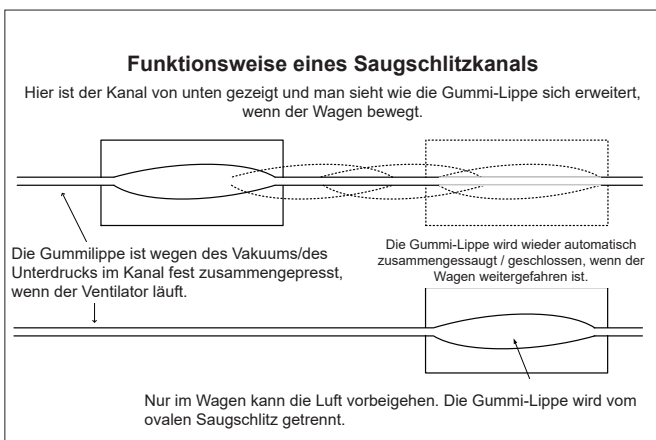 Funktionsweise eines Saugschlitzkanals
Hier ist der Kanal von unten gezeigt und man sieht wie die Gummi-Lippe sich erweitert,
wenn der Wagen bewegt.
Die Gummilippe ist wegen des Vakuums/des
Unterdrucks im Kanal fest zusammengepresst,
wenn der Ventilator läuft.
Die Gummi-Lippe wird wieder automatisch
zusammengessaugt / geschlossen, wenn der
Wagen weitergefahren ist.
Nur im Wagen kann die Luft vorbeigehen. Die Gummi-Lippe wird vom
ovalen Saugschlitz getrennt.